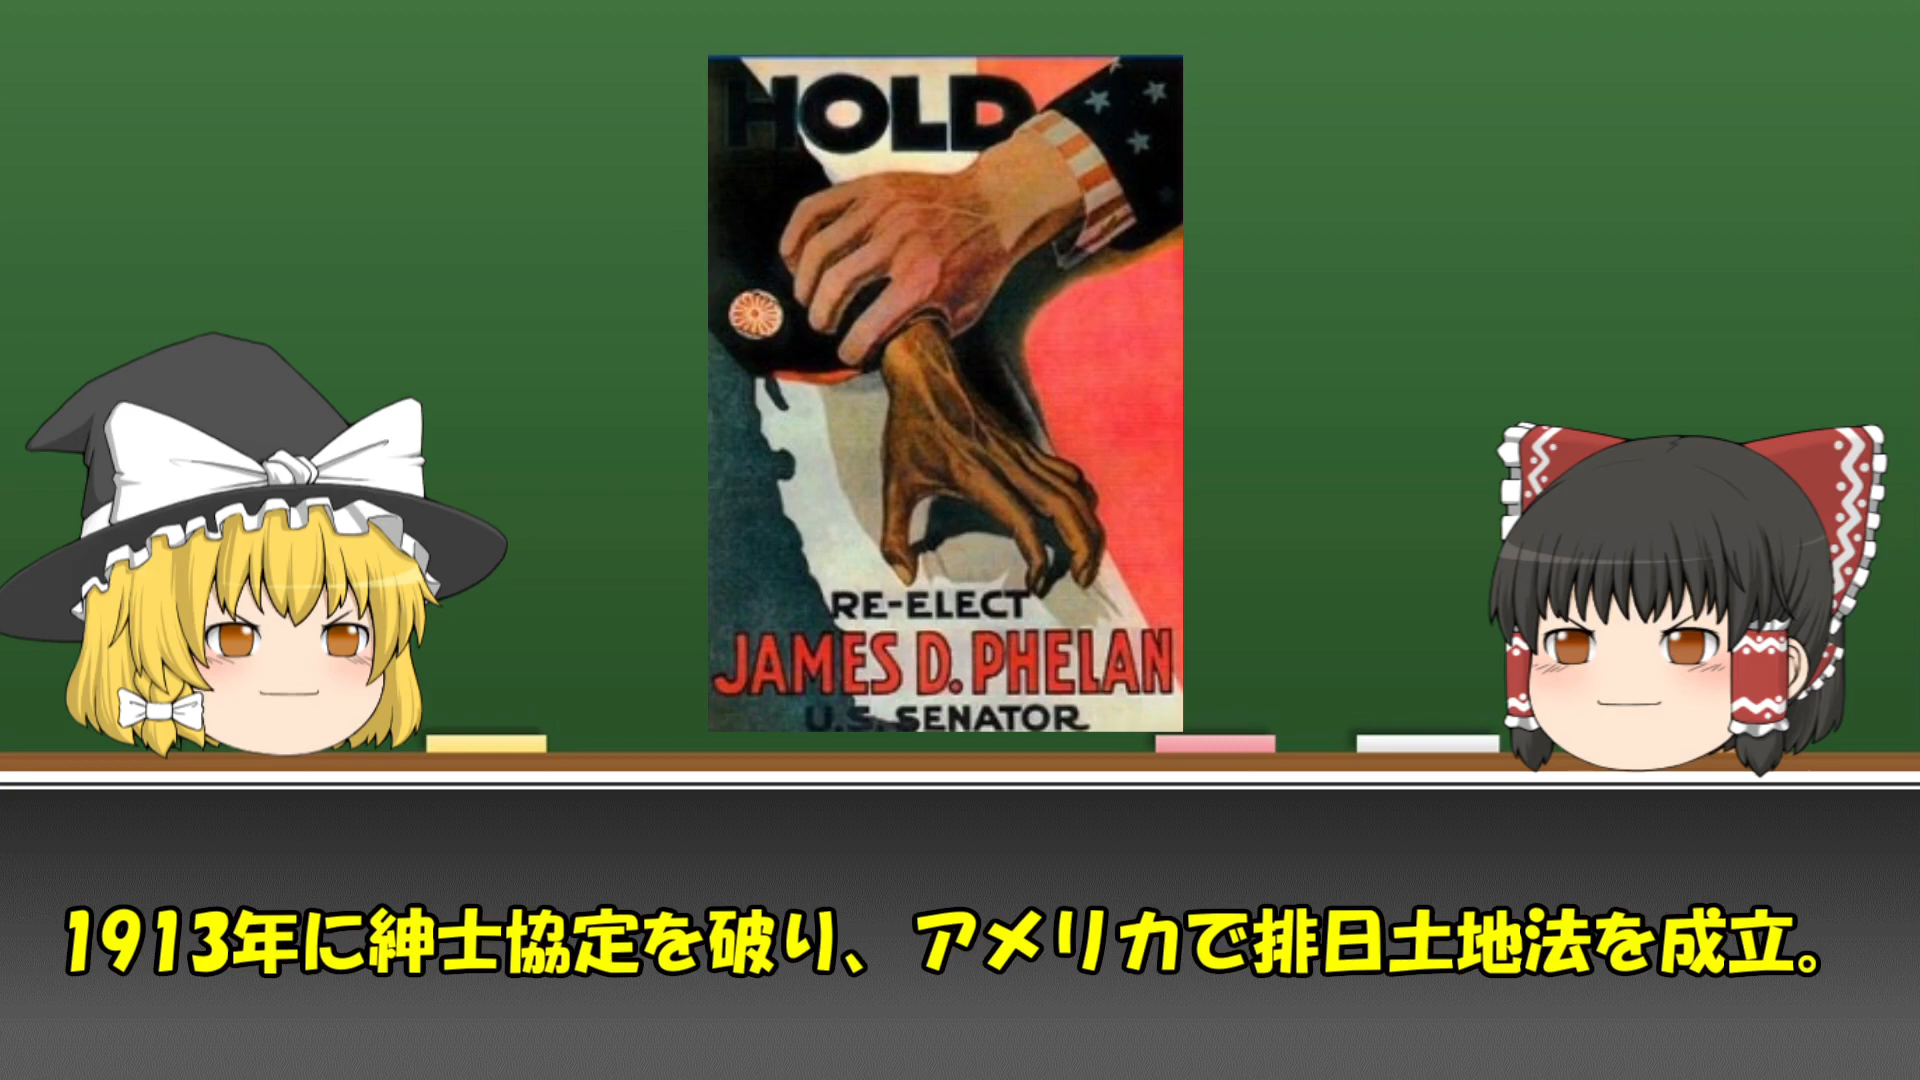 HOLD
RE-ELECT
JAMES D. PHELAN
U.S. SENATOR
1913年に紳士協定を破り、アメリカで排日土地法を成立。